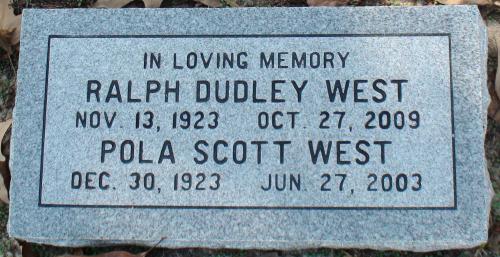 IN LOVING MEMORY
RALPH DUDLEY WEST
NOV. 13, 1923 OCT. 27, 2009
POLA SCOTT WEST
DEC. 30, 1923 JUN. 27, 2003